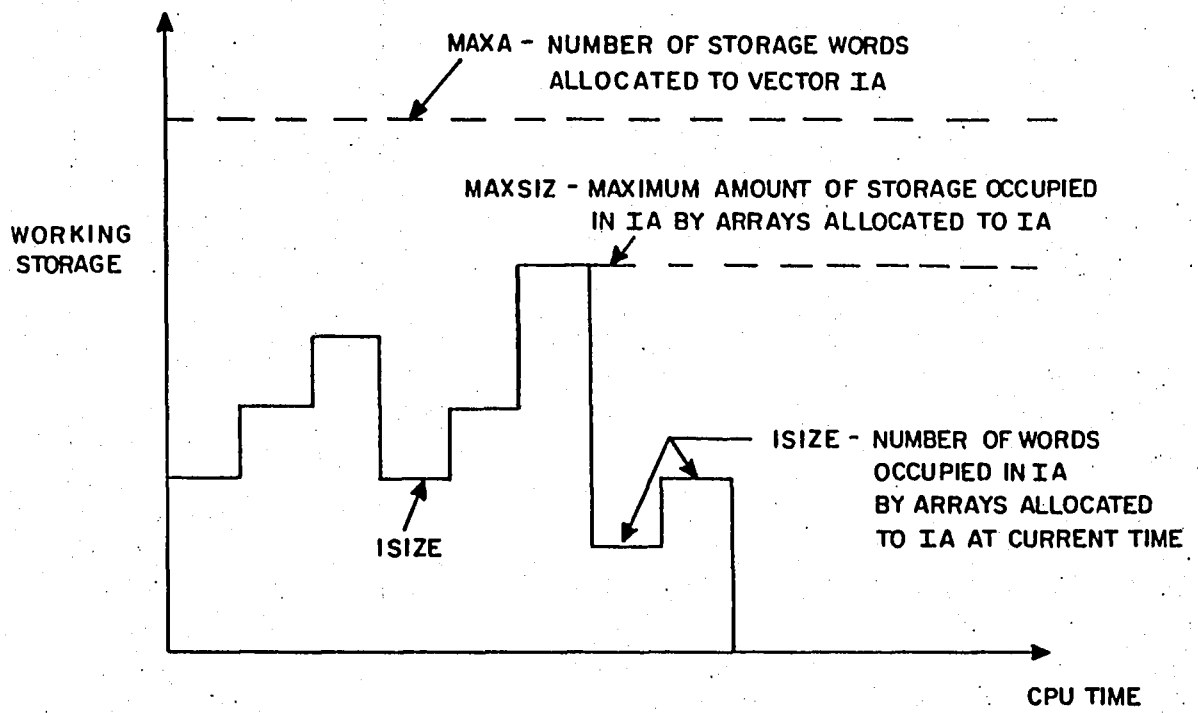 MAXA - NUMBER OF STORAGE WORDS
ALLOCATED TO VECTOR IA
MAXSIZ - MAXIMUM AMOUNT OF STORAGE OCCUPIED
IN IA BY ARRAYS ALLOCATED TO IA
WORKING
STORAGE
ISIZE - NUMBER OF WORDS
OCCUPIED IN IA
BY ARRAYS ALLOCATED
TO IA AT CURRENT TIME
ISIZE
CPU TIME